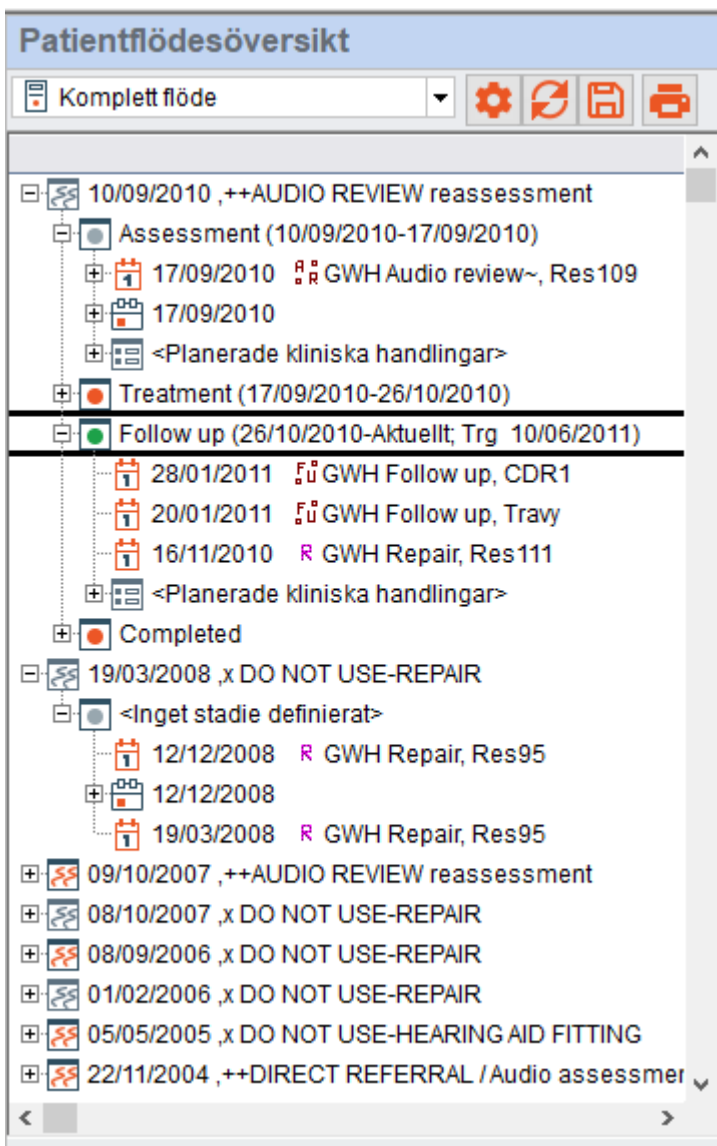 Patientflödesöversikt
Komplett flöde
10/09/2010 ,++AUDIO REVIEW reassessment
Assessment (10/09/2010-17/09/2010)
17/09/2010 GWH Audio review~, Res109
17/09/2010
<Planerade kliniska handlingar>
Treatment (17/09/2010-26/10/2010)
Follow up (26/10/2010-Aktuellt; Trg 10/06/2011)
28/01/2011 GWH Follow up, CDR1
20/01/2011 GWH Follow up, Travy
16/11/2010 R GWH Repair, Res111
<Planerade kliniska handlingar>
Completed
19/03/2008 ,x DO NOT USE-REPAIR
<Inget stadie definierat>
12/12/2008 R GWH Repair, Res95
12/12/2008
19/03/2008 R GWH Repair, Res95
09/10/2007 ,++AUDIO REVIEW reassessment
08/10/2007 ,x DO NOT USE-REPAIR
08/09/2006 ,x DO NOT USE-REPAIR
01/02/2006 ,x DO NOT USE-REPAIR
05/05/2005 ,x DO NOT USE-HEARING AID FITTING
22/11/2004 ,++DIRECT REFERRAL / Audio assessmer